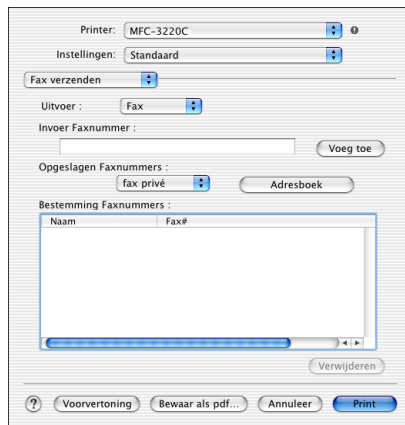 Printer: MFC-3220C
Instellingen: Standaard
Fax verzenden
Uitvoer : Fax
Invoer Faxnummer :
Voeg toe
Opgeslagen Faxnummers :
fax privé Adresboek
Bestemming Faxnummers :
Naam Fax#
Verwijderen
? Voorvertoning Bewaar als pdf... Annuleer Print